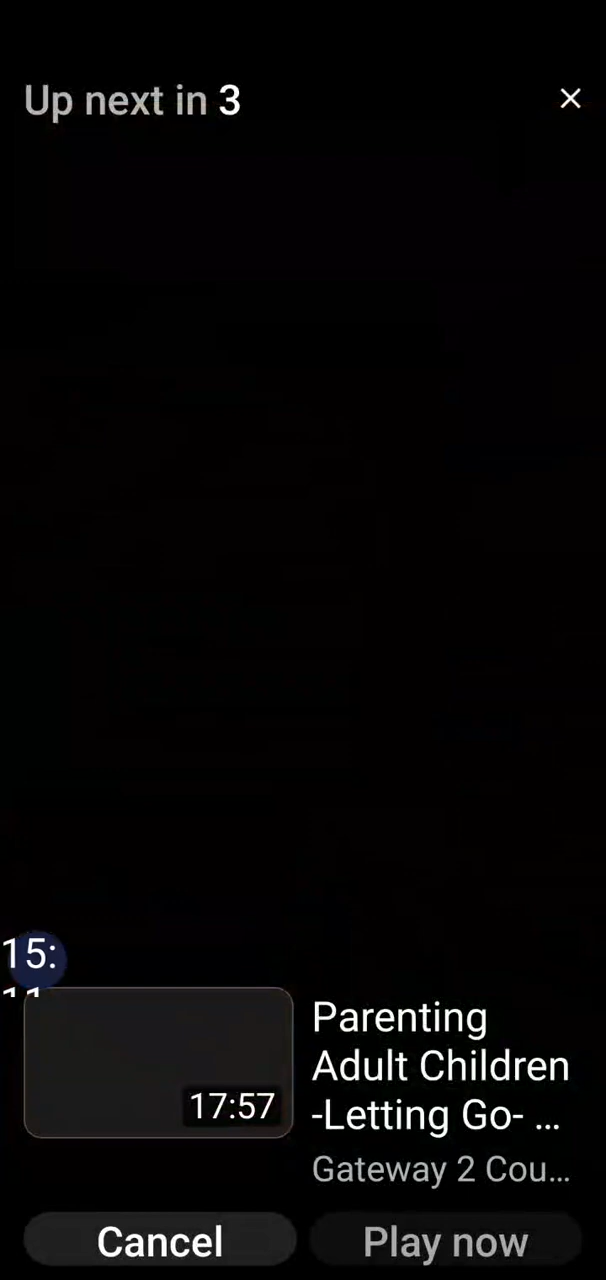 Up next in 3
15:
17:57
Parenting
Adult Children
-Letting Go- ...
Gateway 2 Cou...
Cancel
Play now